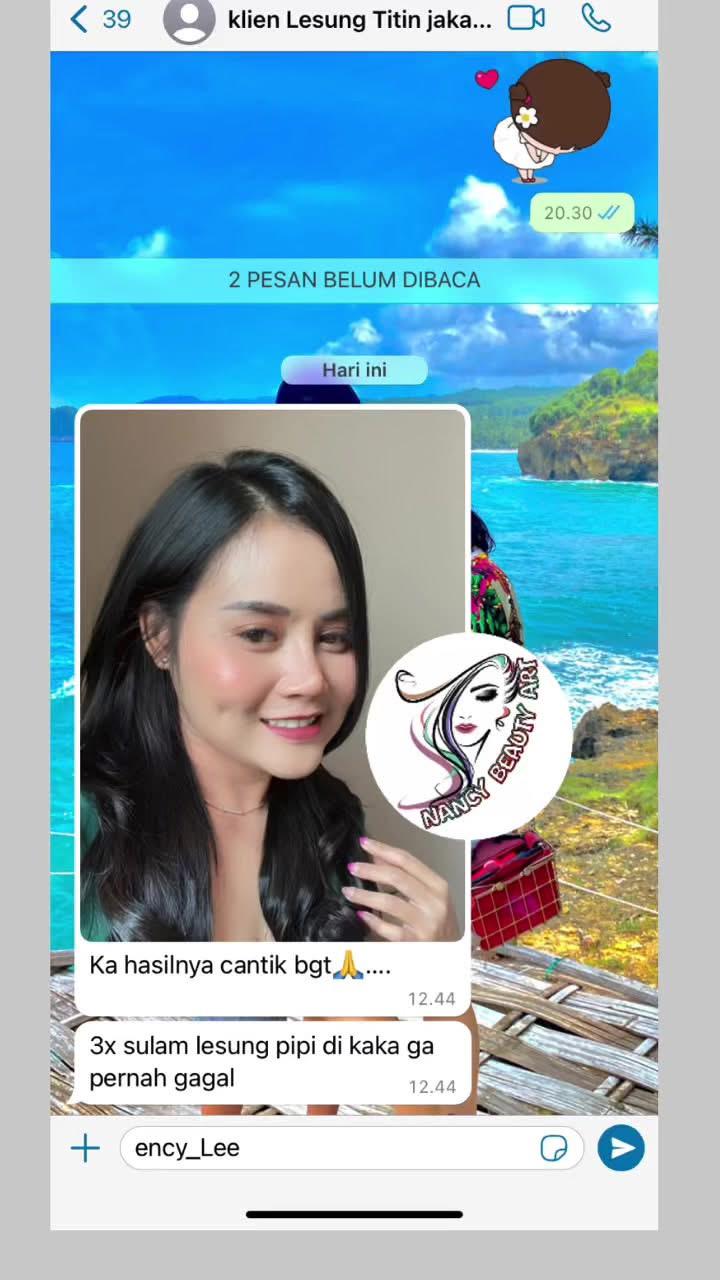 39
klien Lesung Titin jaka...
20.30
2 PESAN BELUM DIBACA
Hari ini
NANCY BEAUTY ART
Ka hasilnya cantik bgt🙏....
12.44
3x sulam lesung pipi di kaka ga
pernah gagal
12.44
ency_Lee